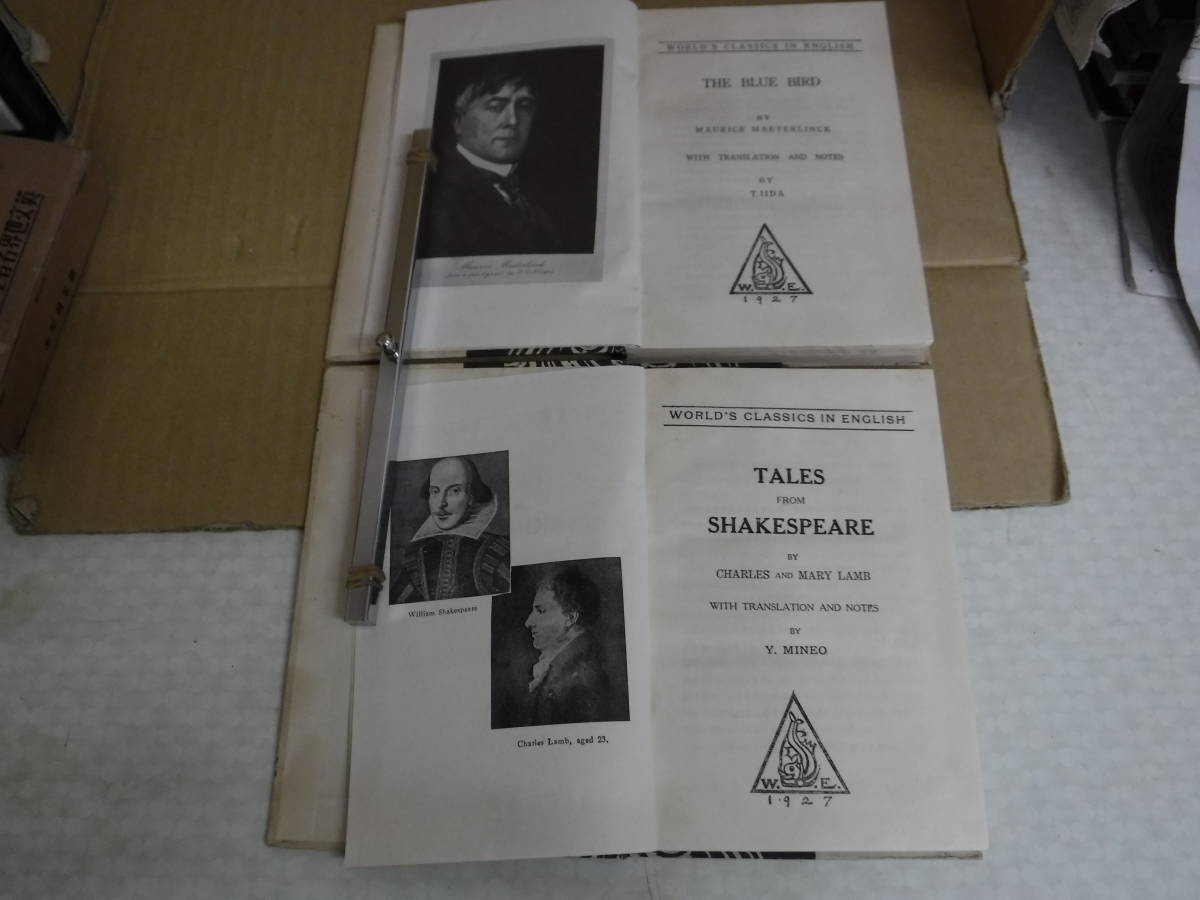 WORLD'S CLASSICS IN ENGLISH
THE BLUE BIRD
BY
MAURICE MAETERLINCK
WITH TRANSLATION AND NOTES
BY
T. IIDA
W. E.
1927
Maurice Maeterlinck
WORLD'S CLASSICS IN ENGLISH
TALES
FROM
SHAKESPEARE
BY
CHARLES AND MARY LAMB
WITH TRANSLATION AND NOTES
BY
Y. MINEO
W. E.
1927
William Shakespeare
Charles Lamb, aged 23.